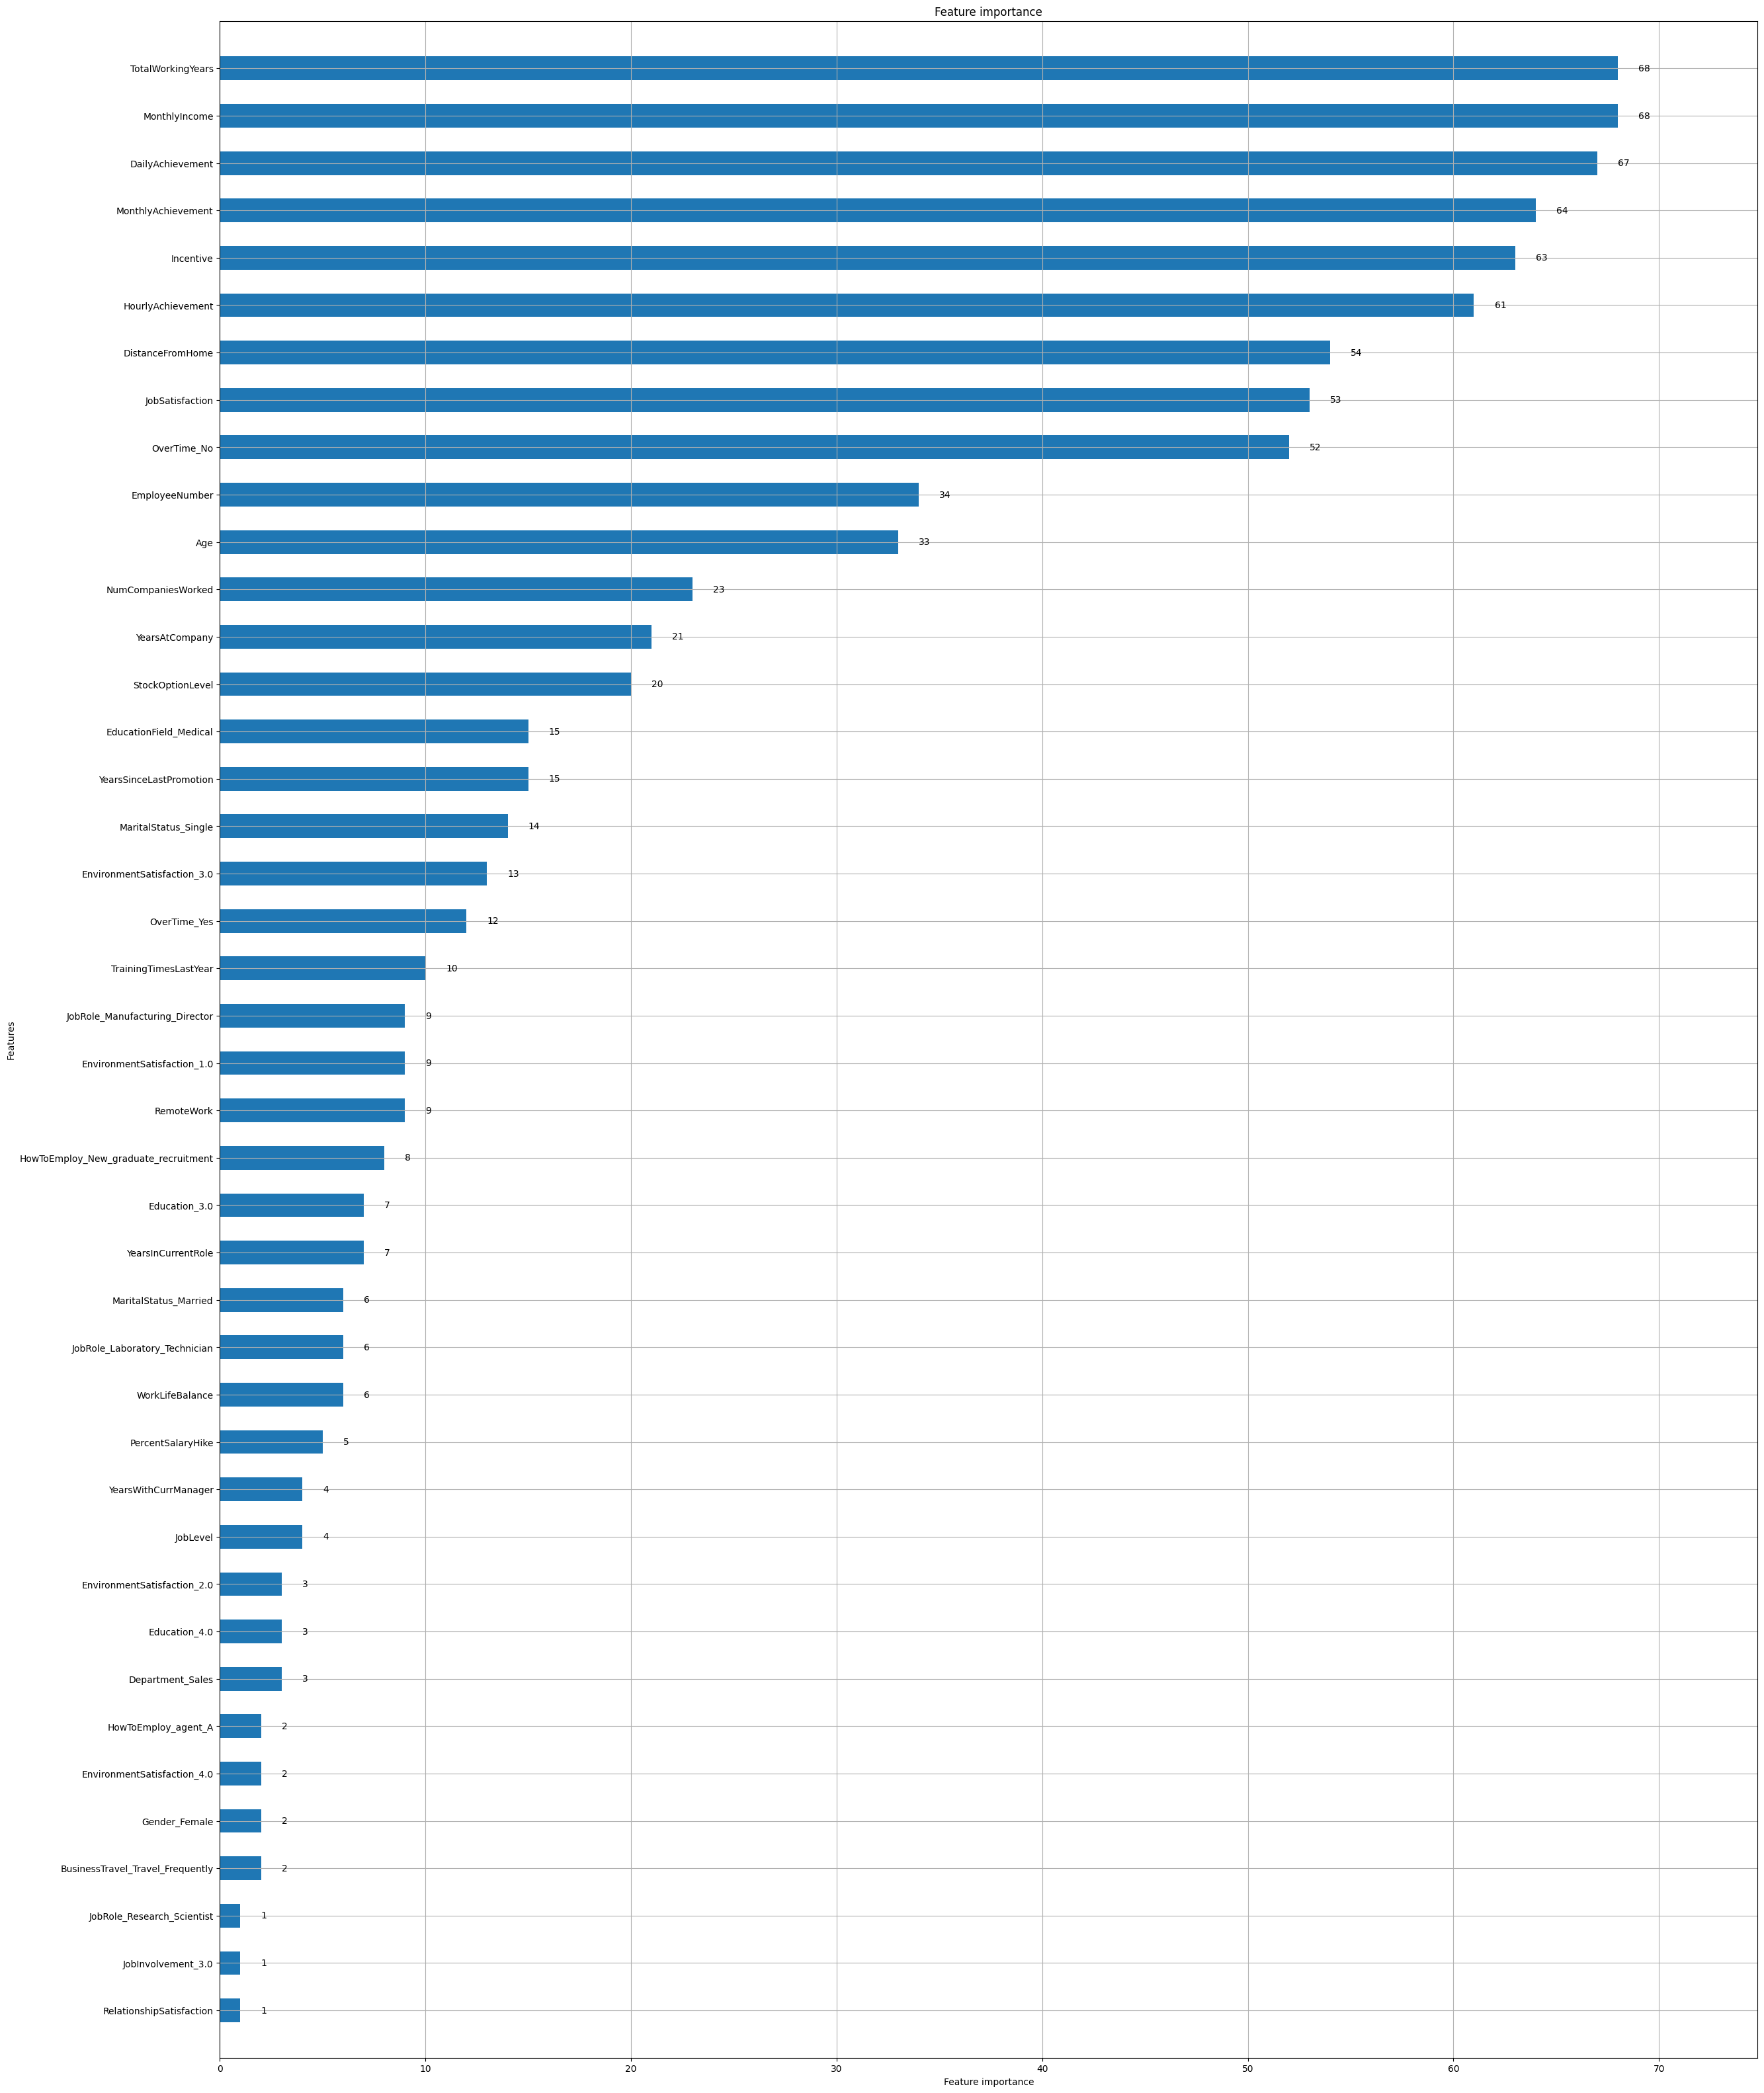 Feature importance
TotalWorkingYears 68
MonthlyIncome 68
DailyAchievement 67
MonthlyAchievement 64
Incentive 63
HourlyAchievement 61
DistanceFromHome 54
JobSatisfaction 53
OverTime_No 52
EmployeeNumber 34
Age 33
NumCompaniesWorked 23
YearsAtCompany 21
StockOptionLevel 20
EducationField_Medical 15
YearsSinceLastPromotion 15
MaritalStatus_Single 14
EnvironmentSatisfaction_3.0 13
OverTime_Yes 12
TrainingTimesLastYear 10
JobRole_Manufacturing_Director 9
Features
EnvironmentSatisfaction_1.0 9
RemoteWork 9
HowToEmploy_New_graduate_recruitment 8
Education_3.0 7
YearsInCurrentRole 7
MaritalStatus_Married 6
JobRole_Laboratory_Technician 6
WorkLifeBalance 6
PercentSalaryHike 5
YearsWithCurrManager 4
JobLevel 4
EnvironmentSatisfaction_2.0 3
Education_4.0 3
Department_Sales 3
HowToEmploy_agent_A 2
EnvironmentSatisfaction_4.0 2
Gender_Female 2
BusinessTravel_Travel_Frequently 2
JobRole_Research_Scientist 1
JobInvolvement_3.0 1
RelationshipSatisfaction 1
0 10 20 30 40 50 60 70
Feature importance